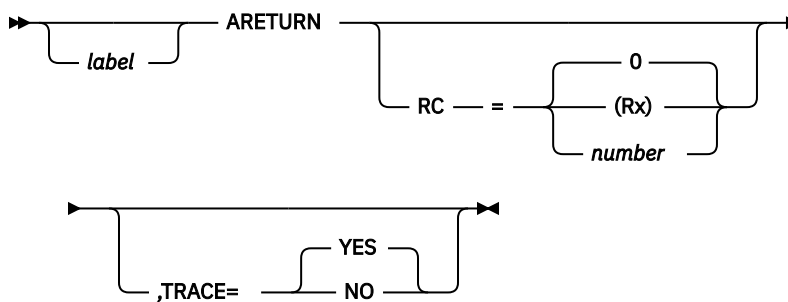 ARETURN
label
0
RC = (Rx)
number
YES
,TRACE= NO